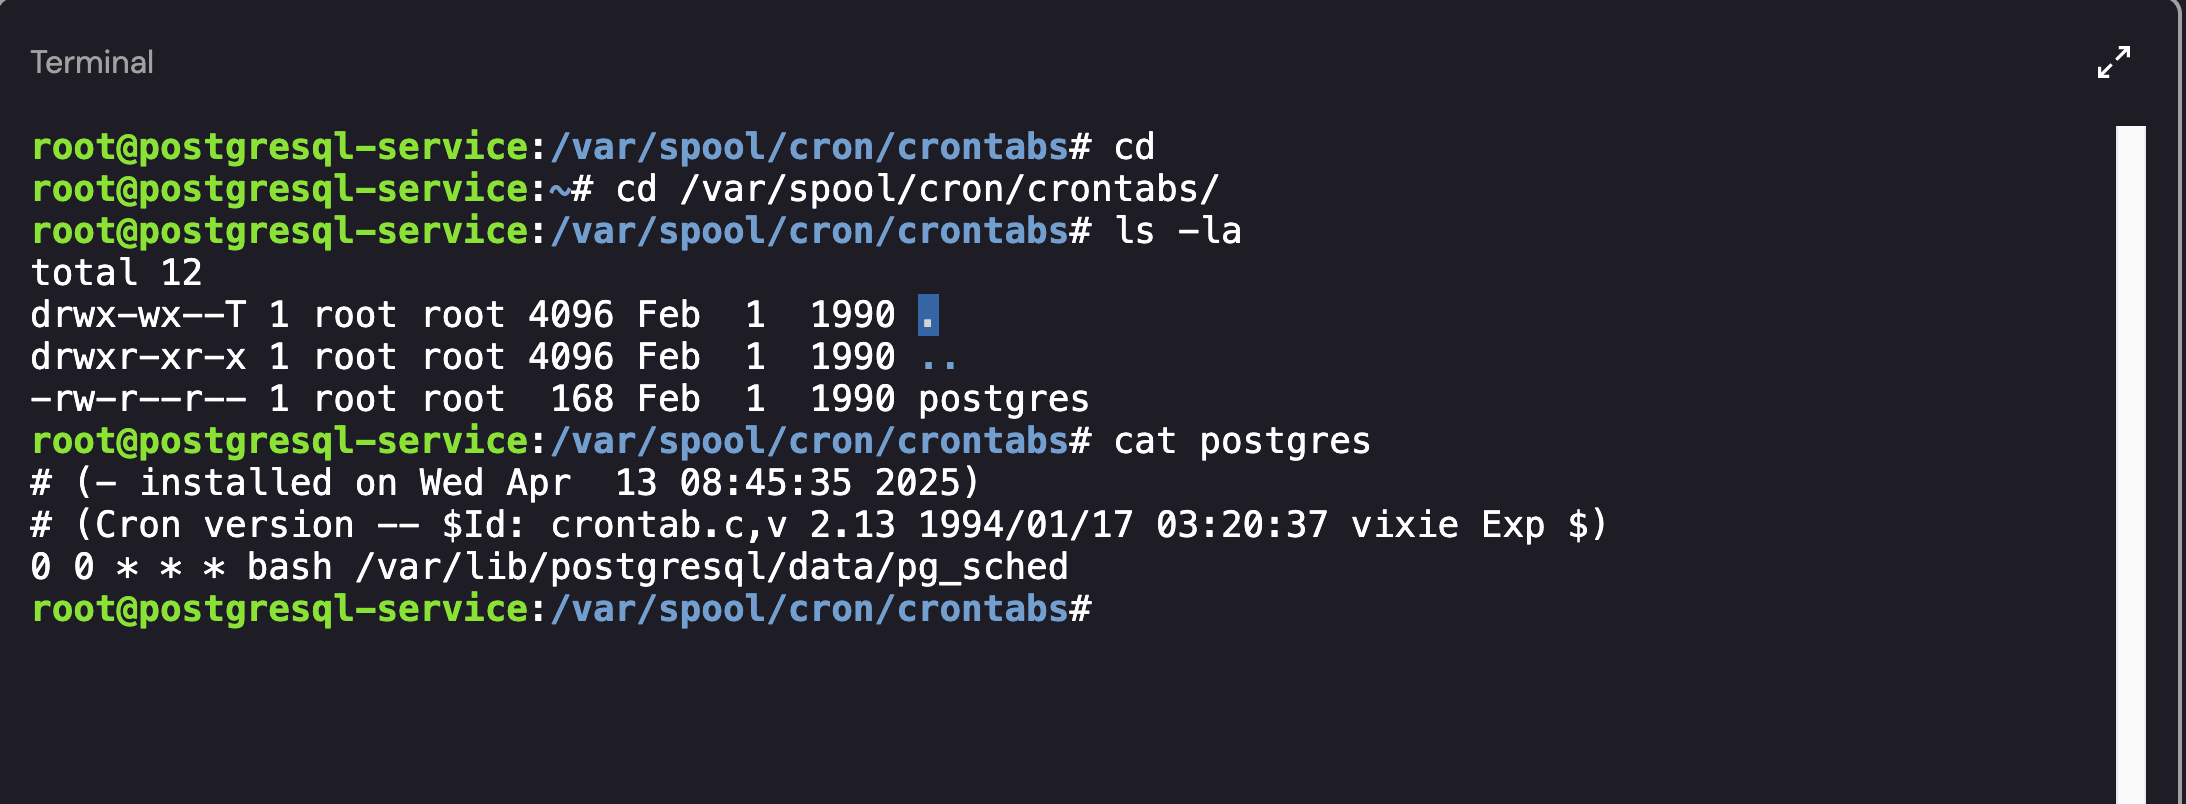 Terminal
root@postgresql-service:/var/spool/cron/crontabs# cd
root@postgresql-service:~# cd /var/spool/cron/crontabs/
root@postgresql-service:/var/spool/cron/crontabs# ls -la
total 12
drwx-wx--T 1 root root 4096 Feb  1  1990 .
drwxr-xr-x 1 root root 4096 Feb  1  1990 ..
-rw-r--r-- 1 root root  168 Feb  1  1990 postgres
root@postgresql-service:/var/spool/cron/crontabs# cat postgres
# (- installed on Wed Apr  13 08:45:35 2025)
# (Cron version -- $Id: crontab.c,v 2.13 1994/01/17 03:20:37 vixie Exp $)
0 0 * * * bash /var/lib/postgresql/data/pg_sched
root@postgresql-service:/var/spool/cron/crontabs#